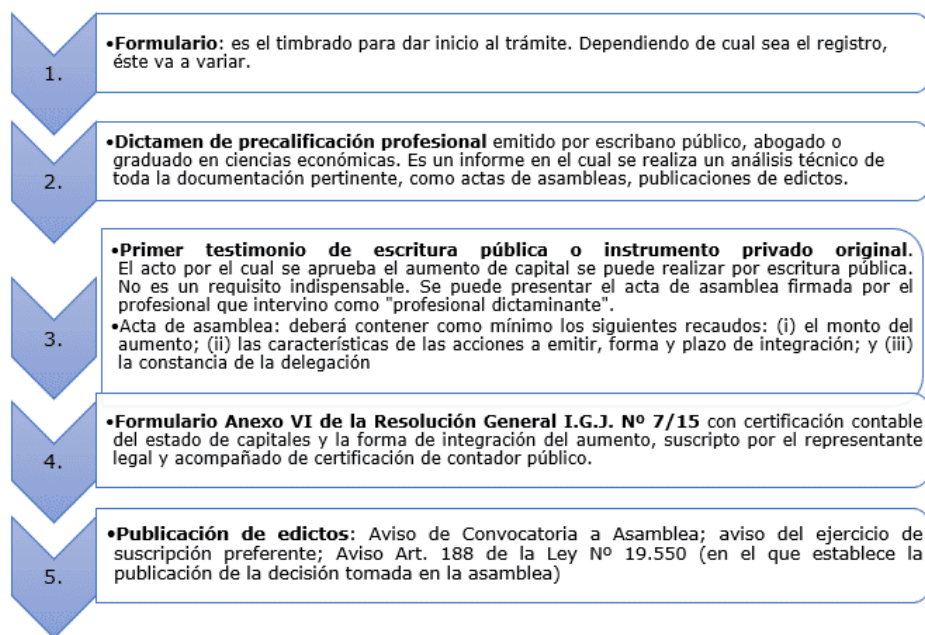 1.
•Formulario: es el timbrado para dar inicio al trámite. Dependiendo de cual sea el registro,
éste va a variar.
2.
•Dictamen de precalificación profesional emitido por escribano público, abogado o
graduado en ciencias económicas. Es un informe en el cual se realiza un análisis técnico de
toda la documentación pertinente, como actas de asambleas, publicaciones de edictos.
3.
•Primer testimonio de escritura pública o instrumento privado original.
El acto por el cual se aprueba el aumento de capital se puede realizar por escritura pública.
No es un requisito indispensable. Se puede presentar el acta de asamblea firmada por el
profesional que intervino como "profesional dictaminante".
•Acta de asamblea: deberá contener como mínimo los siguientes recaudos: (i) el monto del
aumento; (ii) las características de las acciones a emitir, forma y plazo de integración; y (iii)
la constancia de la delegación
4.
•Formulario Anexo VI de la Resolución General I.G.J. Nº 7/15 con certificación contable
del estado de capitales y la forma de integración del aumento, suscripto por el representante
legal y acompañado de certificación de contador público.
5.
•Publicación de edictos: Aviso de Convocatoria a Asamblea; aviso del ejercicio de
suscripción preferente; Aviso Art. 188 de la Ley Nº 19.550 (en el que establece la
publicación de la decisión tomada en la asamblea)